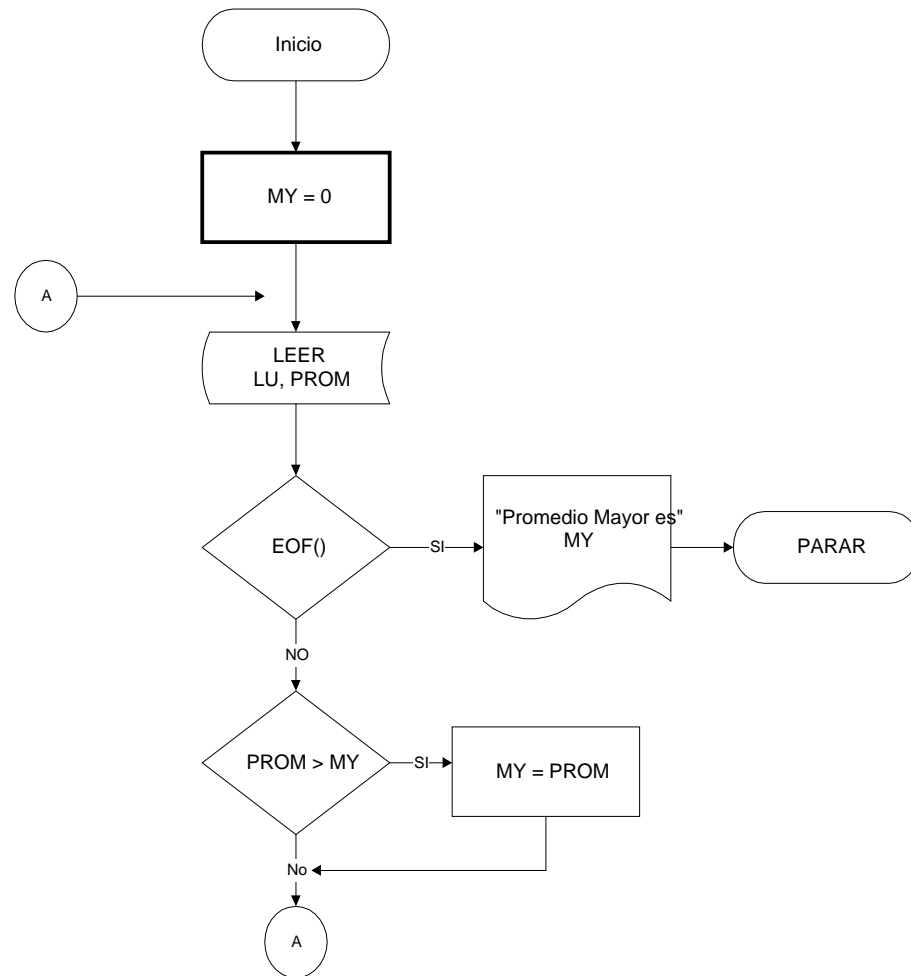 Inicio
MY = 0
A
LEER
LU, PROM
EOF()
SI
"Promedio Mayor es"
MY
PARAR
NO
PROM > MY
SI
MY = PROM
No
A